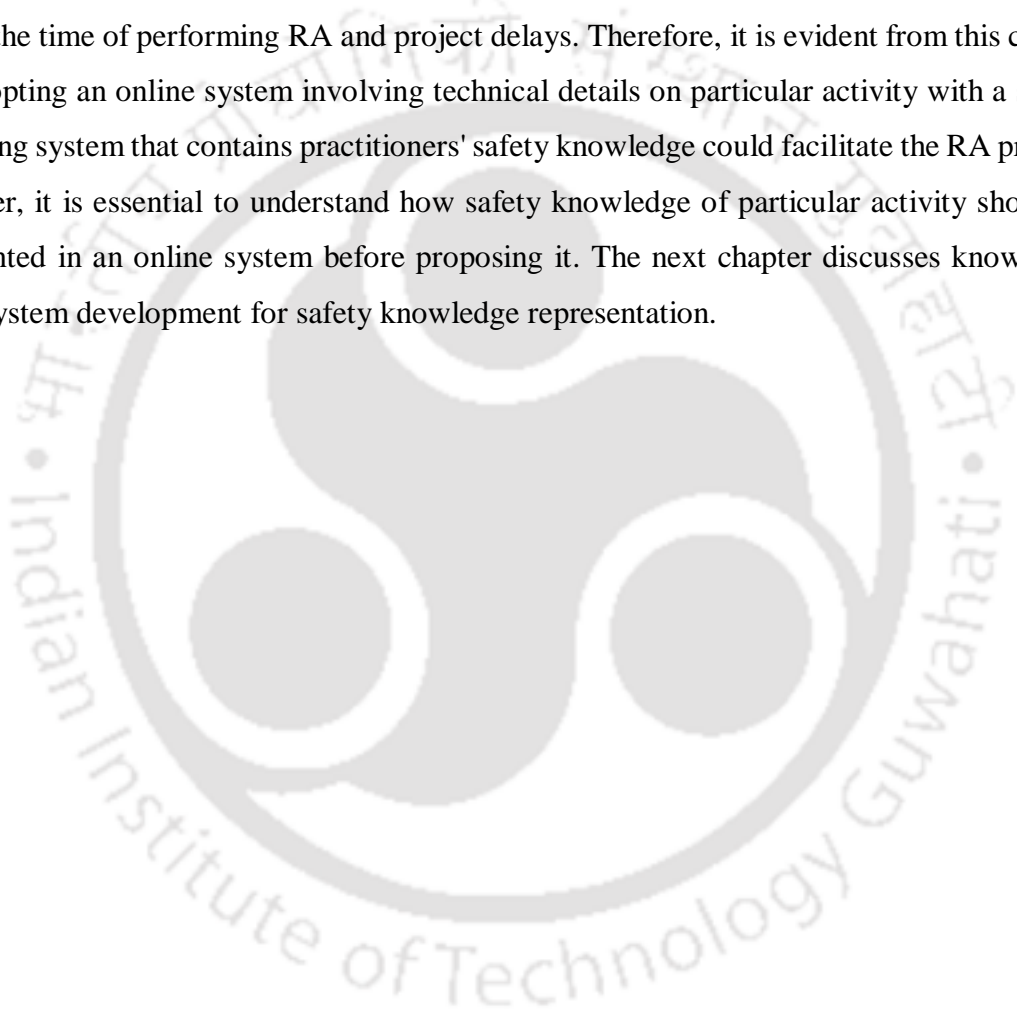 the time of performing RA and project delays. Therefore, it is evident from this c
pting an online system involving technical details on particular activity with a
ng system that contains practitioners' safety knowledge could facilitate the RA pr
er, it is essential to understand how safety knowledge of particular activity sho
nted in an online system before proposing it. The next chapter discusses know
ystem development for safety knowledge representation.
Indian Institute of Technology Guwahati